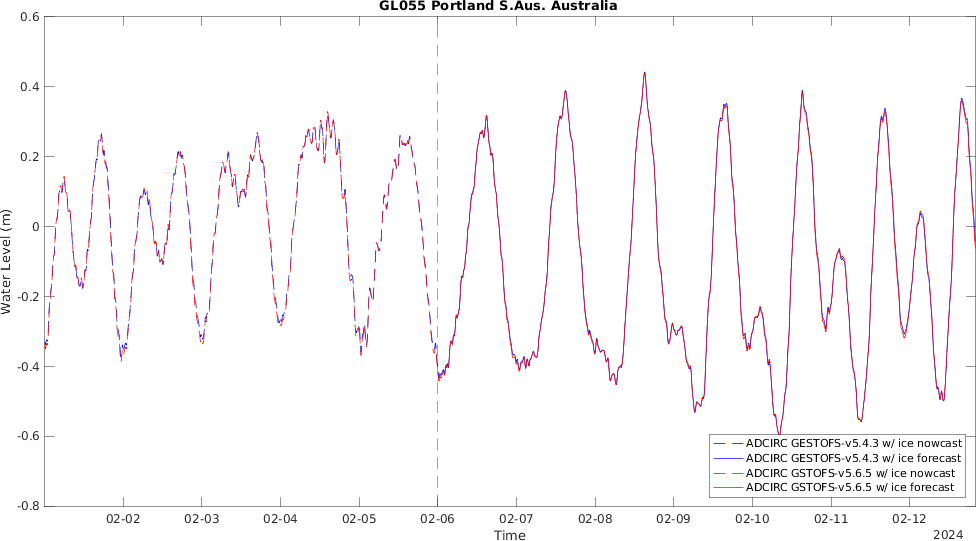 GL055 Portland S.Aus. Australia
Water Level (m)
0.6
0.4
0.2
0
-0.2
-0.4
-0.6
-0.8
ADCIRC GESTOFS-v5.4.3 w/ ice nowcast
ADCIRC GESTOFS-v5.4.3 w/ ice forecast
ADCIRC GSTOFS-v5.6.5 w/ ice nowcast
ADCIRC GSTOFS-v5.6.5 w/ ice forecast
02-02 02-03 02-04 02-05 02-06 02-07 02-08 02-09 02-10 02-11 02-12
Time 2024